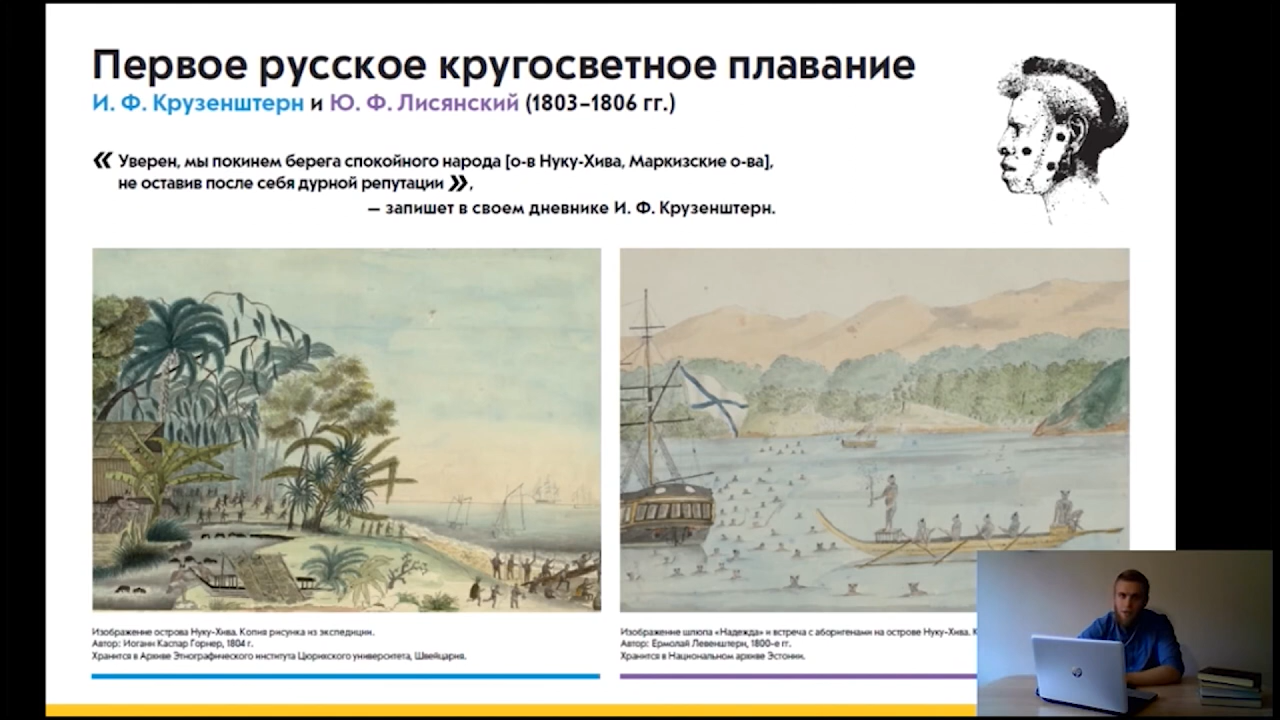 Первое русское кругосветное плавание
И. Ф. Крузенштерн и Ю. Ф. Лисянский (1803–1806 гг.)
« Уверен, мы покинем берега спокойного народа [о-в Нуку-Хива, Маркизские о-ва],
не оставив после себя дурной репутации »,
– запишет в своем дневнике И. Ф. Крузенштерн.
Изображение острова Нуку-Хива. Копия рисунка из экспедиции.
Автор: Иоганн Каспар Горнер, 1804 г.
Хранится в Архиве Этнографического института Цюрихского университета, Швейцария.
Изображение шлюпа «Надежда» и встреча с аборигенами на острове Нуку-Хива.
Автор: Ермолай Левенштерн, 1800-е гг.
Хранится в Национальном архиве Эстонии.